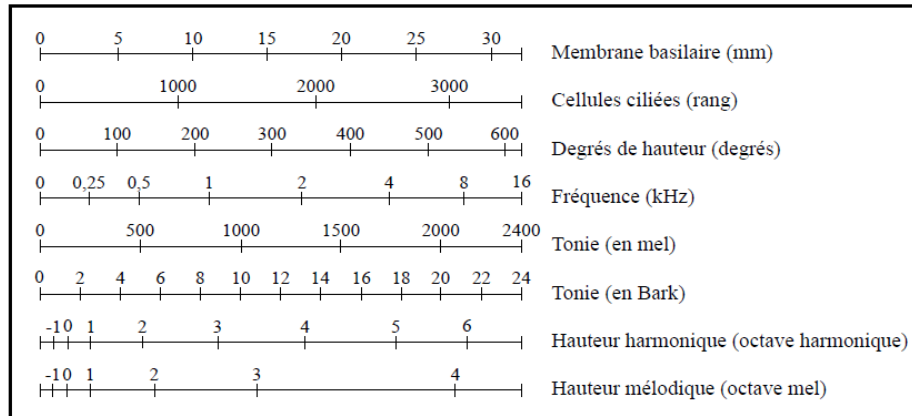 0 5 10 15 20 25 30 Membrane basilaire (mm)
0 1000 2000 3000 Cellules ciliées (rang)
0 100 200 300 400 500 600 Degrés de hauteur (degrés)
0 0,25 0,5 1 2 4 8 16 Fréquence (kHz)
0 500 1000 1500 2000 2400 Tonie (en mel)
0 2 4 6 8 10 12 14 16 18 20 22 24 Tonie (en Bark)
-1 0 1 2 3 4 5 6 Hauteur harmonique (octave harmonique)
-1 0 1 2 3 4 Hauteur mélodique (octave mel)